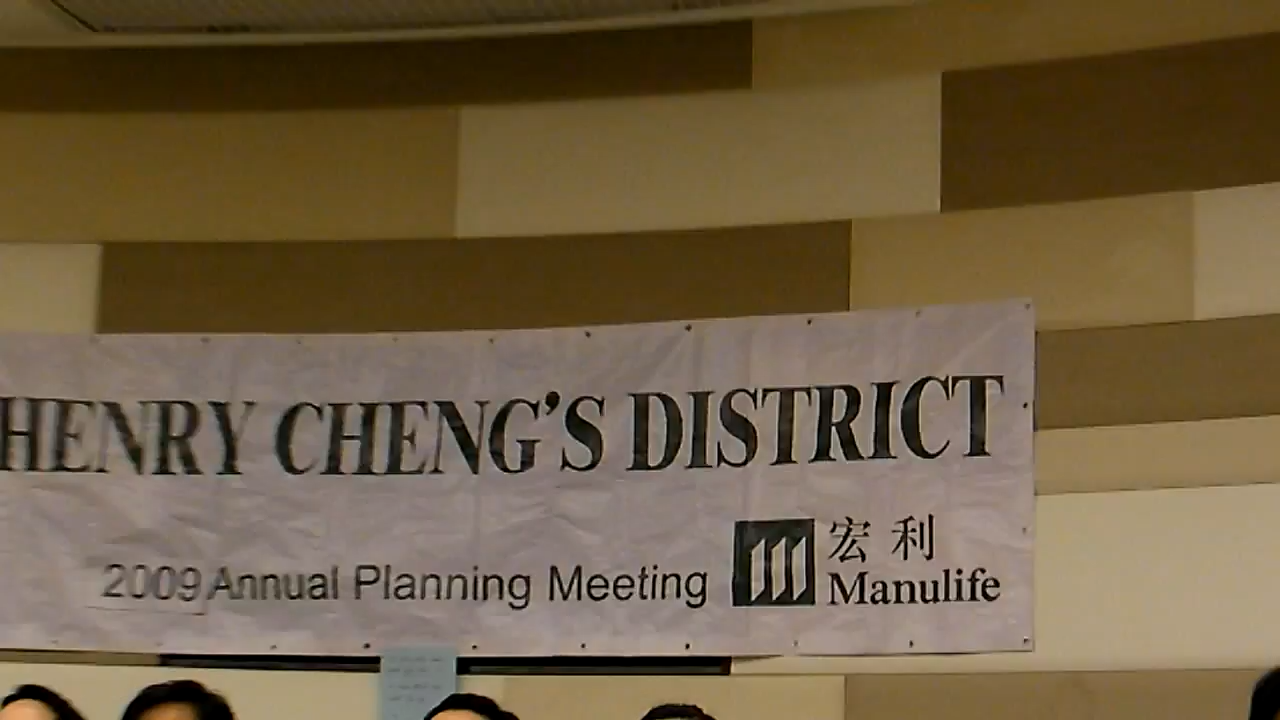 HENRY CHENG'S DISTRICT
2009 Annual Planning Meeting
宏利
Manulife